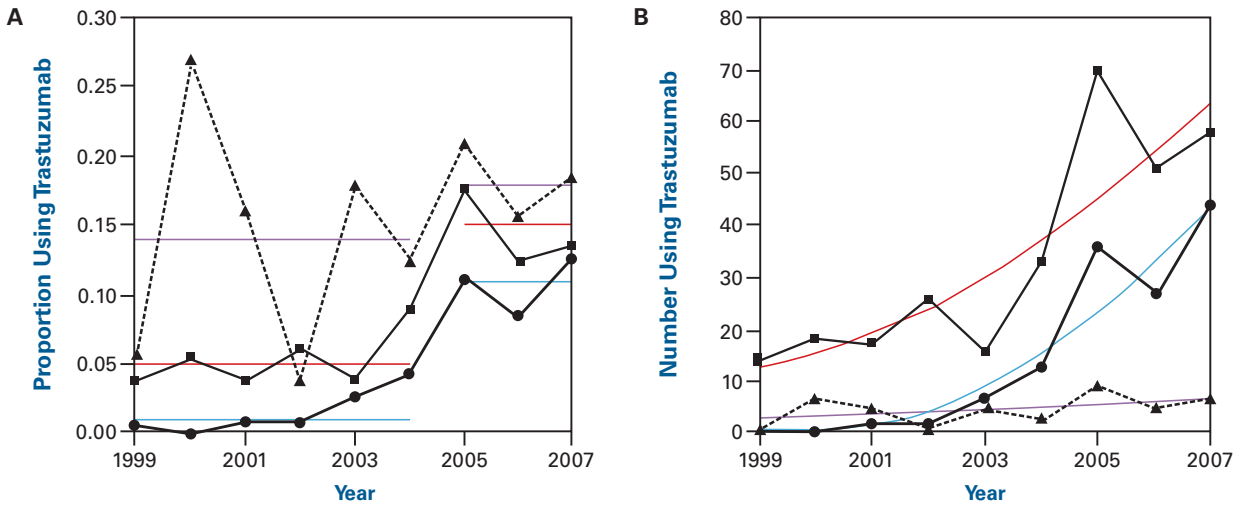 A
Proportion Using Trastuzumab
0.30
0.25
0.20
0.15
0.10
0.05
0.00
1999 2001 2003 2005 2007
Year
B
Number Using Trastuzumab
80
70
60
50
40
30
20
10
0
1999 2001 2003 2005 2007
Year